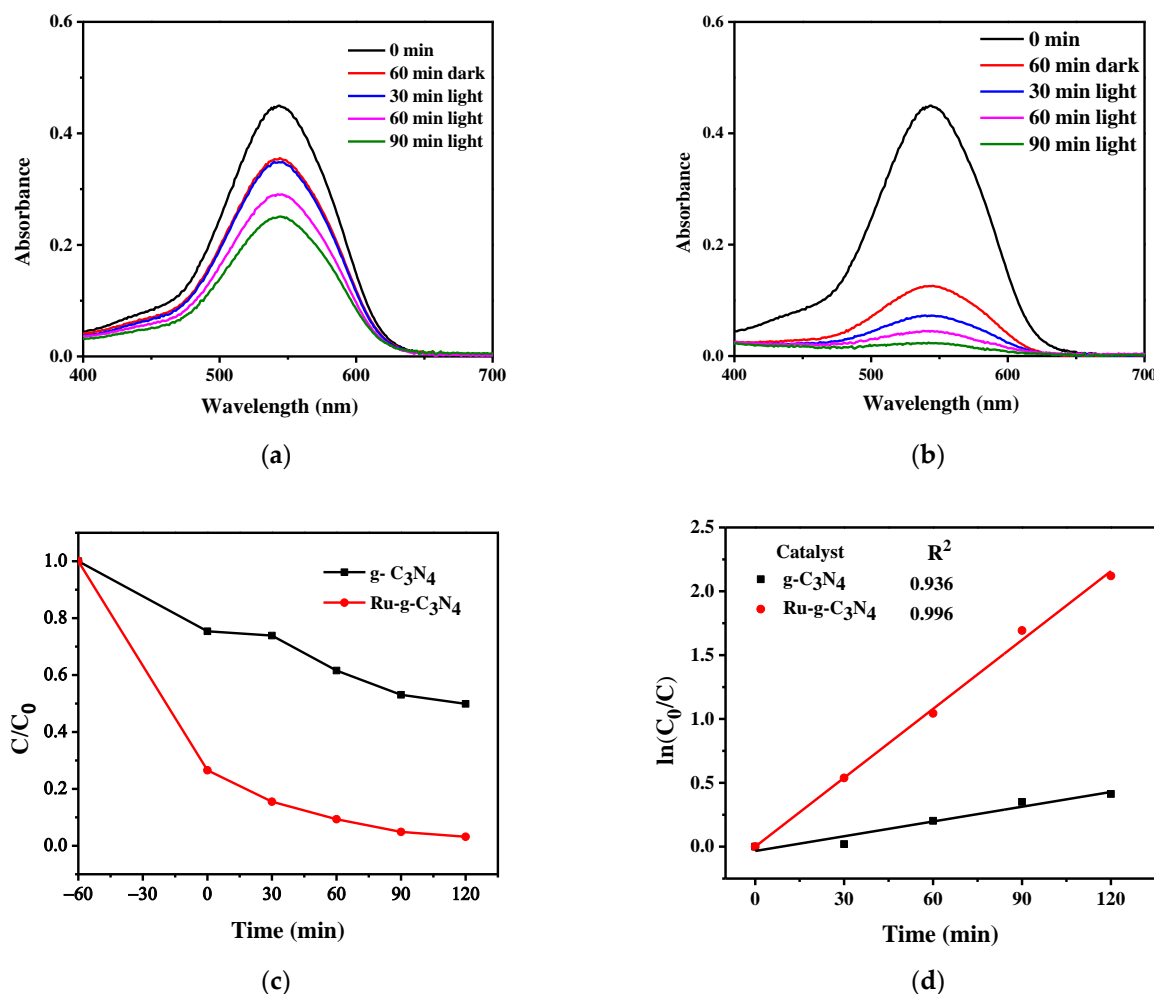 0.6
0.4
0.2
0.0
400
500
600
700
Absorbance
Wavelength (nm)
0 min
60 min dark
30 min light
60 min light
90 min light
(a)
0.6
0.4
0.2
0.0
400
500
600
700
Absorbance
Wavelength (nm)
0 min
60 min dark
30 min light
60 min light
90 min light
(b)
1.0
0.8
0.6
0.4
0.2
0.0
−60
−30
0
30
60
90
120
C/C₀
Time (min)
g- C₃N₄
Ru-g-C₃N₄
(c)
2.5
2.0
1.5
1.0
0.5
0.0
0
30
60
90
120
ln(C₀/C)
Time (min)
Catalyst R²
g-C₃N₄ 0.936
Ru-g-C₃N₄ 0.996
(d)